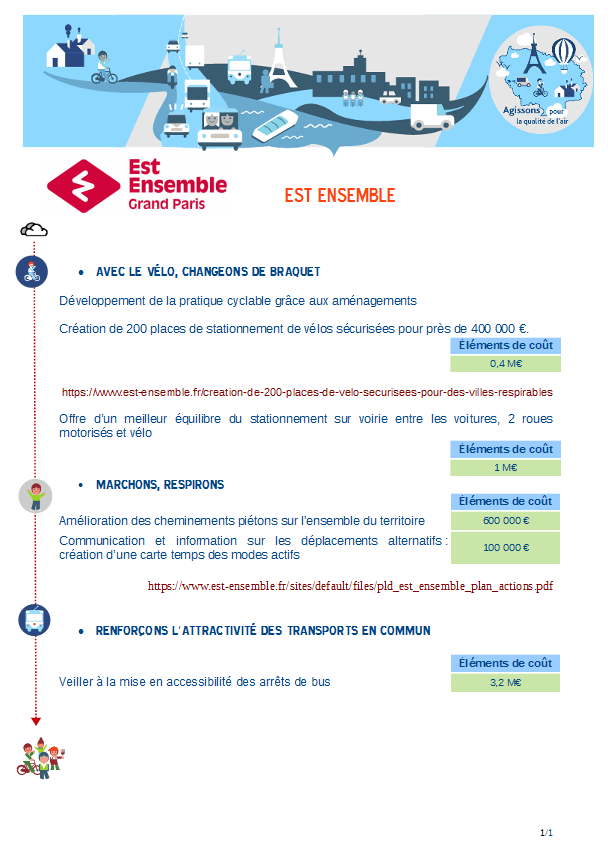 Agissons pour
la qualité de l'air
Est
Ensemble
Grand Paris
EST ENSEMBLE
• AVEC LE VÉLO, CHANGEONS DE BRAQUET
Développement de la pratique cyclable grâce aux aménagements
Création de 200 places de stationnement de vélos sécurisées pour près de 400 000 €.
Éléments de coût
0,4 M€
https://www.est-ensemble.fr/creation-de-200-places-de-velo-securisees-pour-des-villes-respirables
Offre d'un meilleur équilibre du stationnement sur voirie entre les voitures, 2 roues
motorisés et vélo
Éléments de coût
1 M€
• MARCHONS, RESPIRONS
Éléments de coût
Amélioration des cheminements piétons sur l'ensemble du territoire
600 000 €
Communication et information sur les déplacements alternatifs :
création d'une carte temps des modes actifs
100 000 €
https://www.est-ensemble.fr/sites/default/files/pld_est_ensemble_plan_actions.pdf
• RENFORÇONS L'ATTRACTIVITÉ DES TRANSPORTS EN COMMUN
Éléments de coût
Veiller à la mise en accessibilité des arrêts de bus
3,2 M€
1/1